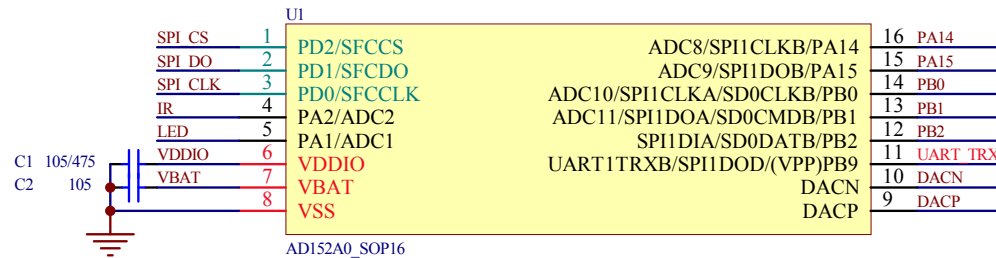 U1
SPI_CS 1 PD2/SFCCS ADC8/SPI1CLKB/PA14 16 PA14
SPI_DO 2 PD1/SFCDO ADC9/SPI1DOB/PA15 15 PA15
SPI_CLK 3 PD0/SFCCLK ADC10/SPI1CLKA/SD0CLKB/PB0 14 PB0
IR 4 PA2/ADC2 ADC11/SPI1DOA/SD0CMDB/PB1 13 PB1
LED 5 PA1/ADC1 SPI1DIA/SD0DATB/PB2 12 PB2
C1 105/475 VDDIO 6 VDDIO UART1TRXB/SPI1DOD/(VPP)PB9 11 UART_TRX
C2 105 VBAT 7 VBAT DACN 10 DACN
8 VSS DACP 9 DACP
AD152A0_SOP16